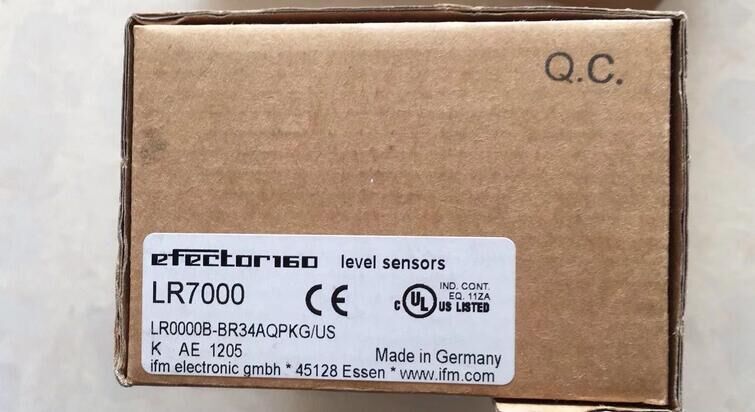 Q.C.
efector160 level sensors
LR7000 CE
IND. CONT.
EQ. 11ZA
c UL US LISTED
LR0000B-BR34AQPKG/US
K AE 1205
Made in Germany
ifm electronic gmbh * 45128 Essen * www.ifm.com